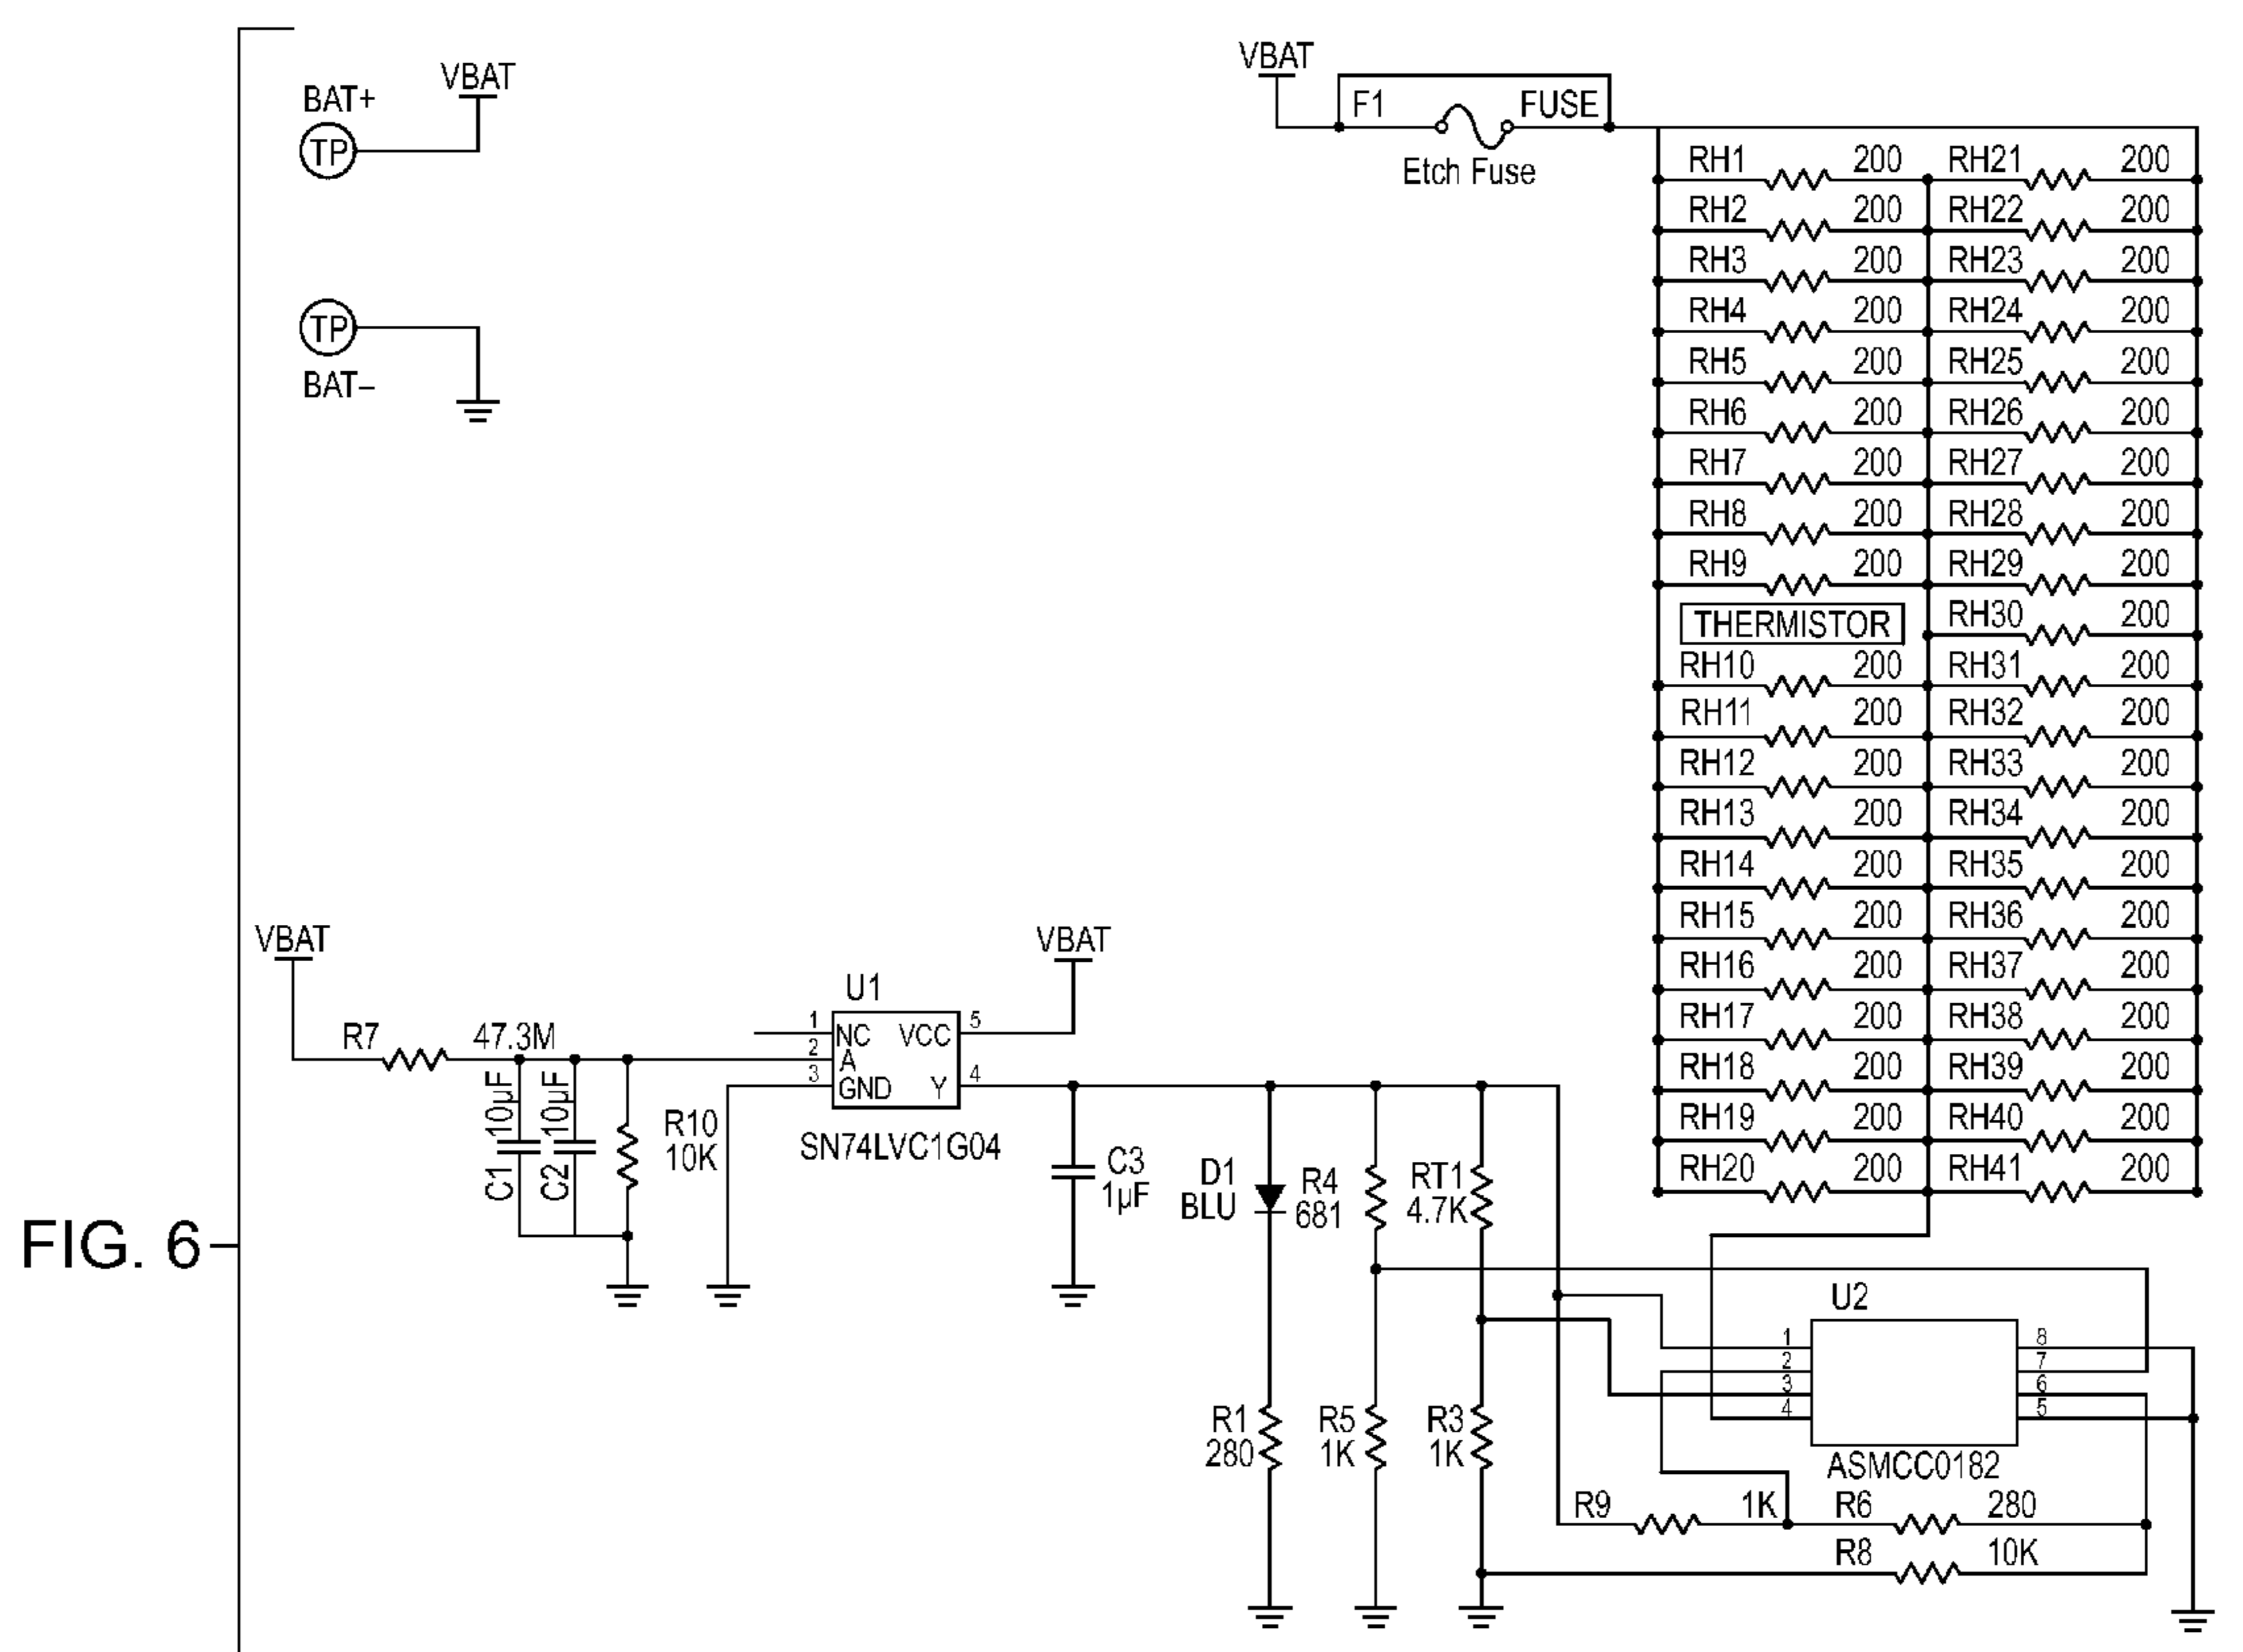 BAT+
VBAT
TP
TP
BAT–
VBAT
F1 FUSE
Etch Fuse
RH1 200 RH21 200
RH2 200 RH22 200
RH3 200 RH23 200
RH4 200 RH24 200
RH5 200 RH25 200
RH6 200 RH26 200
RH7 200 RH27 200
RH8 200 RH28 200
RH9 200 RH29 200
THERMISTOR RH30 200
RH10 200 RH31 200
RH11 200 RH32 200
RH12 200 RH33 200
RH13 200 RH34 200
RH14 200 RH35 200
RH15 200 RH36 200
RH16 200 RH37 200
RH17 200 RH38 200
RH18 200 RH39 200
RH19 200 RH40 200
RH20 200 RH41 200
VBAT
R7 47.3M
C1 10µF
C2 10µF
R10
10K
U1
VBAT
1 NC VCC 5
2 A
3 GND Y 4
SN74LVC1G04
C3
1µF
D1
BLU
R4
681
RT1
4.7K
R1
280
R5
1K
R3
1K
U2
1 8
2 7
3 6
4 5
ASMCC0182
R9 1K R6 280
R8 10K
FIG. 6